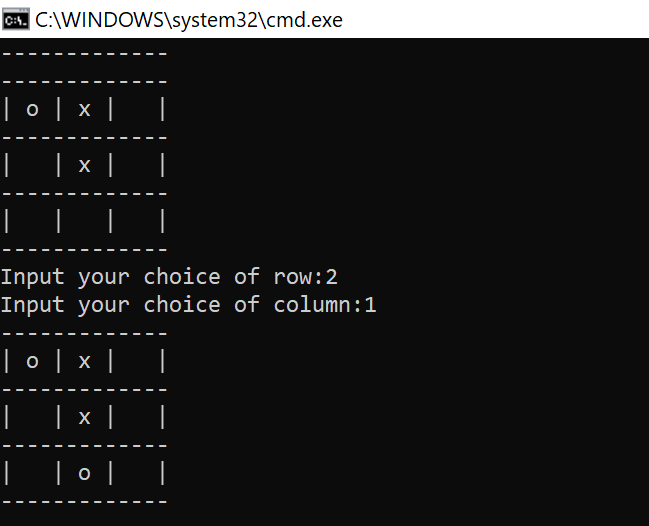 C:\WINDOWS\system32\cmd.exe
-------------
-------------
| o | x |   |
-------------
|   | x |   |
-------------
|   |   |   |
-------------
Input your choice of row:2
Input your choice of column:1
-------------
| o | x |   |
-------------
|   | x |   |
-------------
|   | o |   |
-------------